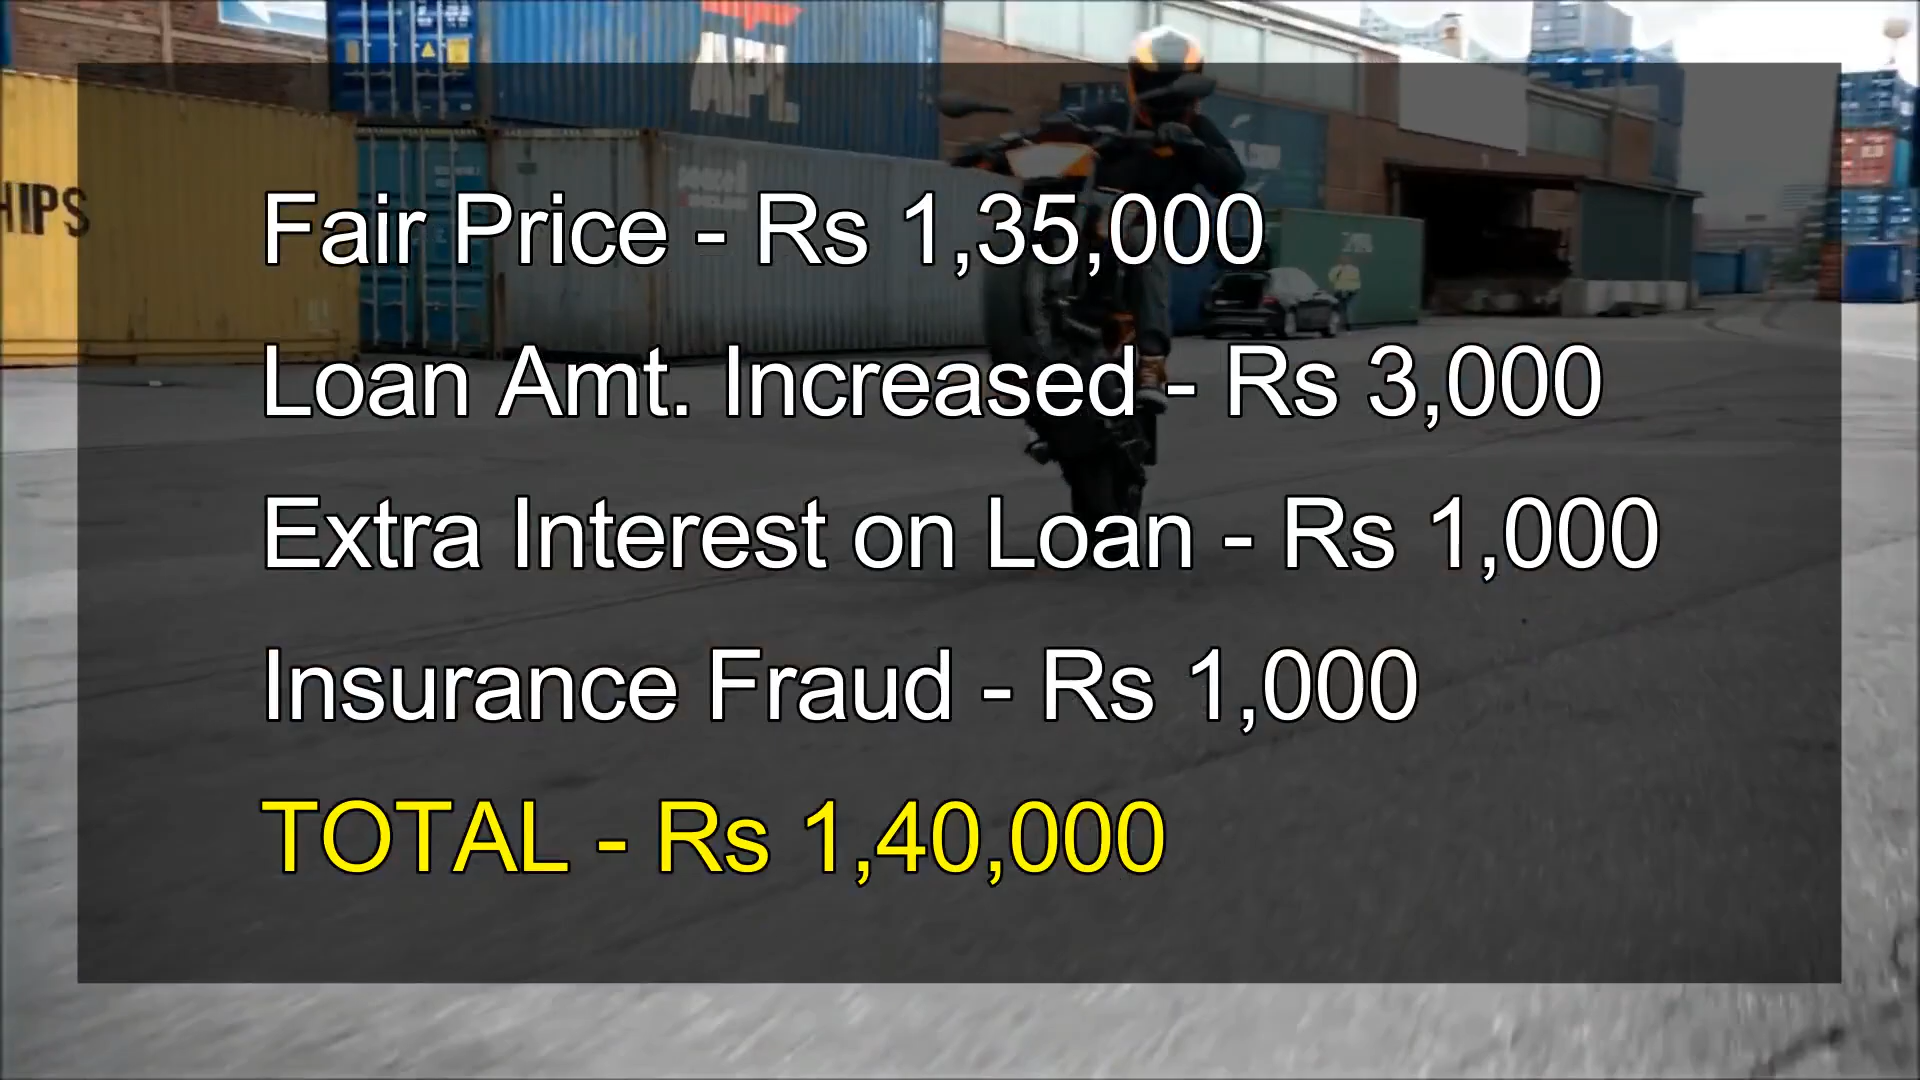 APL
HIPS
Fair Price - Rs 1,35,000
Loan Amt. Increased - Rs 3,000
Extra Interest on Loan - Rs 1,000
Insurance Fraud - Rs 1,000
TOTAL - Rs 1,40,000